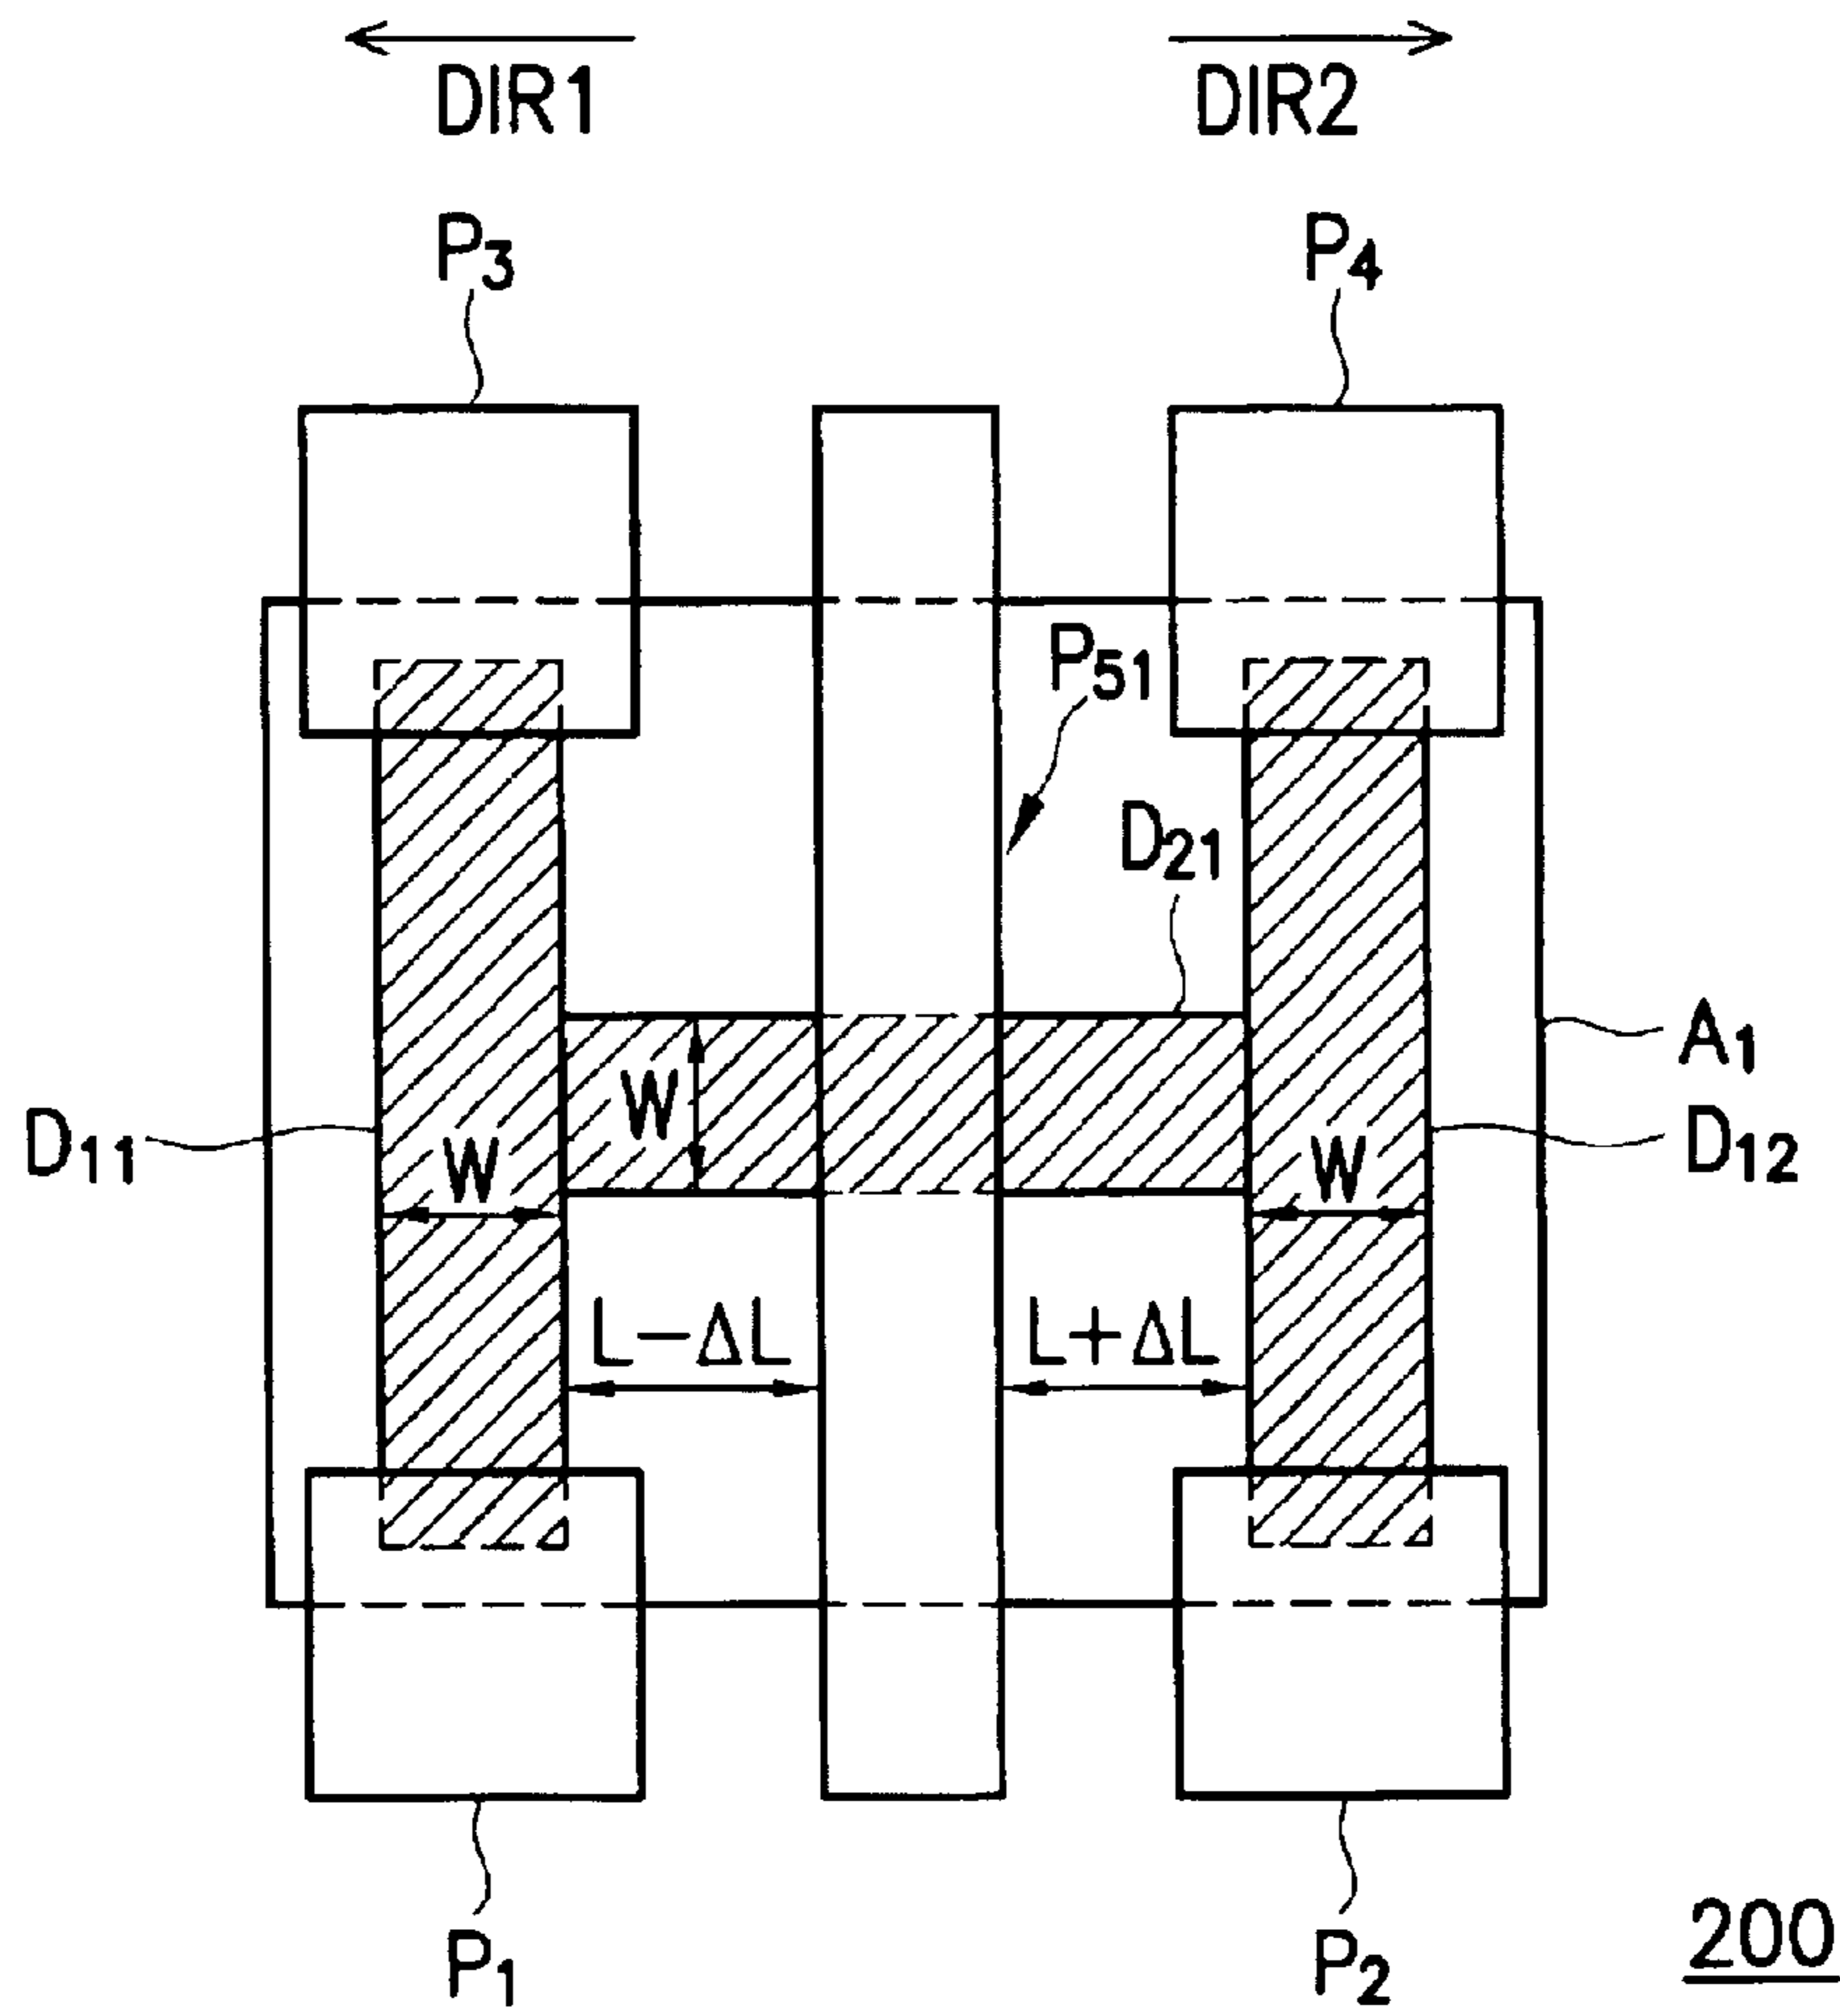 DIR1 DIR2
P3 P4
P51
D21
A1
W
D11 W W D12
L−ΔL L+ΔL
P1 P2
200